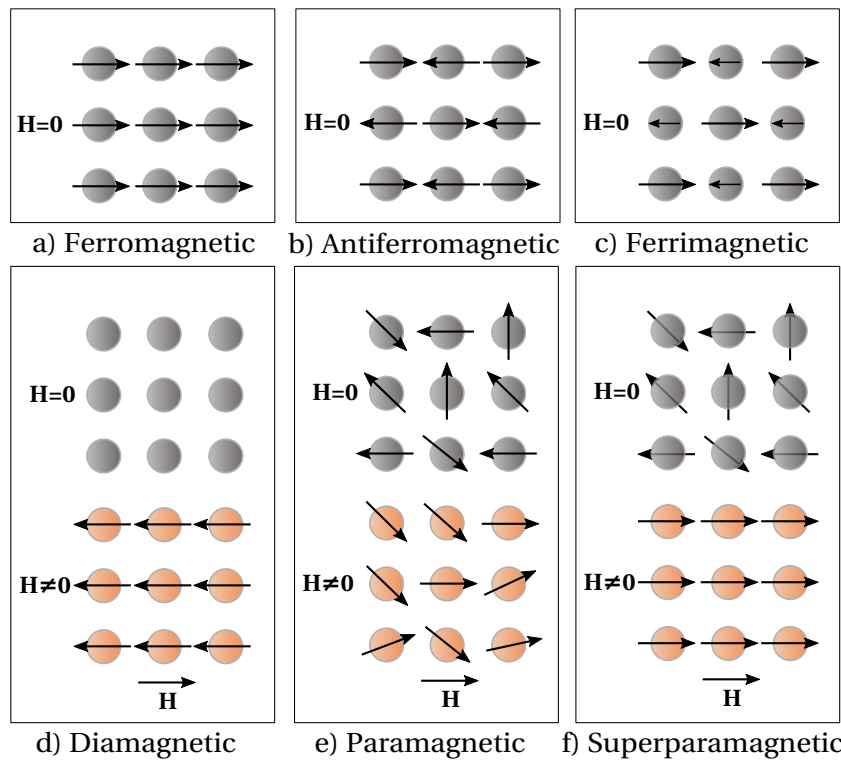 H=0
H=0
H=0
a) Ferromagnetic
b) Antiferromagnetic
c) Ferrimagnetic
H=0
H≠0
H
d) Diamagnetic
H=0
H≠0
H
e) Paramagnetic
H=0
H≠0
H
f) Superparamagnetic